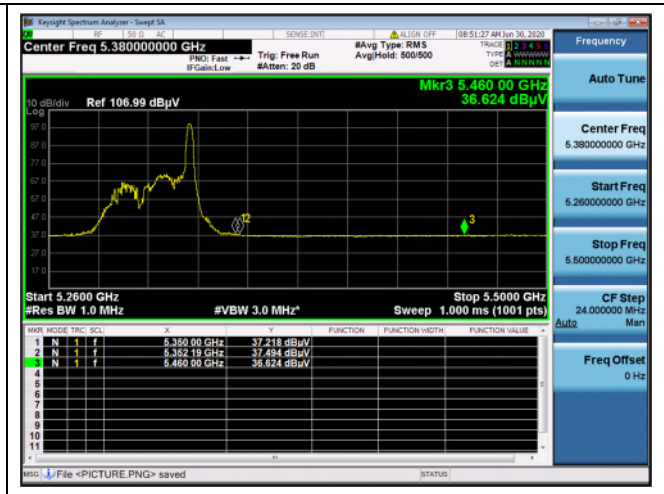 Keysight Spectrum Analyzer - Swept SA
RF 50 Ω AC SENSE:INT ALIGN OFF 08:51:27 AM Jun 30, 2020
Center Freq 5.380000000 GHz #Avg Type: RMS TRACE 1 2 3 4 5 6
PNO: Fast Trig: Free Run Avg|Hold: 500/500 TYPE A WWWWW
IFGain:Low #Atten: 20 dB DET A N N N N N
Mkr3 5.460 00 GHz
10 dB/div Ref 106.99 dBµV 36.624 dBµV
Log
97.0
87.0
77.0
67.0
57.0
47.0
37.0
27.0
17.0
12
3
Start 5.2600 GHz Stop 5.5000 GHz
#Res BW 1.0 MHz #VBW 3.0 MHz* Sweep 1.000 ms (1001 pts)
MKR MODE TRC SCL X Y FUNCTION FUNCTION WIDTH FUNCTION VALUE
1 N 1 f 5.350 00 GHz 37.218 dBµV
2 N 1 f 5.352 19 GHz 37.494 dBµV
3 N 1 f 5.460 00 GHz 36.624 dBµV
4
5
6
7
8
9
10
11
MSG File <PICTURE.PNG> saved STATUS
Frequency
Auto Tune
Center Freq
5.380000000 GHz
Start Freq
5.260000000 GHz
Stop Freq
5.500000000 GHz
CF Step
24.000000 MHz
Auto Man
Freq Offset
0 Hz